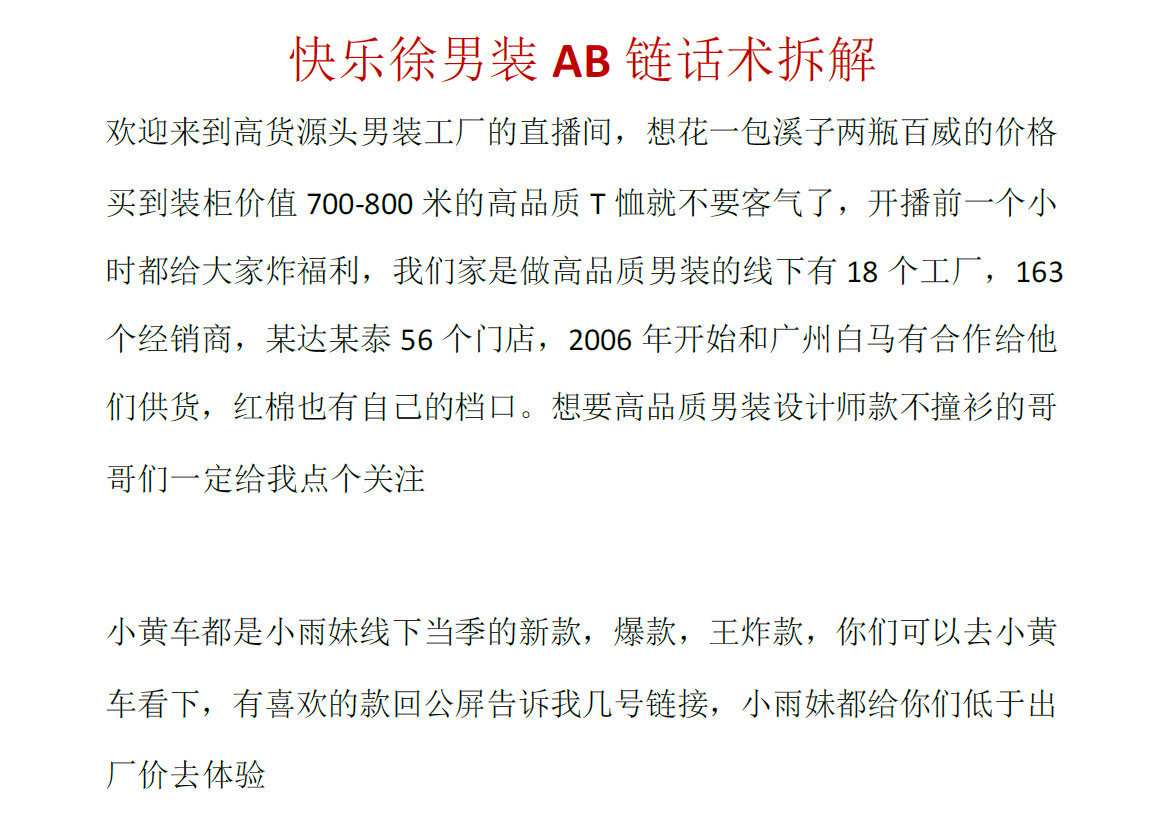 快乐徐男装 AB 链话术拆解
欢迎来到高货源头男装工厂的直播间，想花一包溪子两瓶百威的价格
买到装柜价值 700-800 米的高品质 T 恤就不要客气了，开播前一个小
时都给大家炸福利，我们家是做高品质男装的线下有 18 个工厂，163
个经销商，某达某泰 56 个门店，2006 年开始和广州白马有合作给他
们供货，红棉也有自己的档口。想要高品质男装设计师款不撞衫的哥
哥们一定给我点个关注
小黄车都是小雨妹线下当季的新款，爆款，王炸款，你们可以去小黄
车看下，有喜欢的款回公屏告诉我几号链接，小雨妹都给你们低于出
厂价去体验